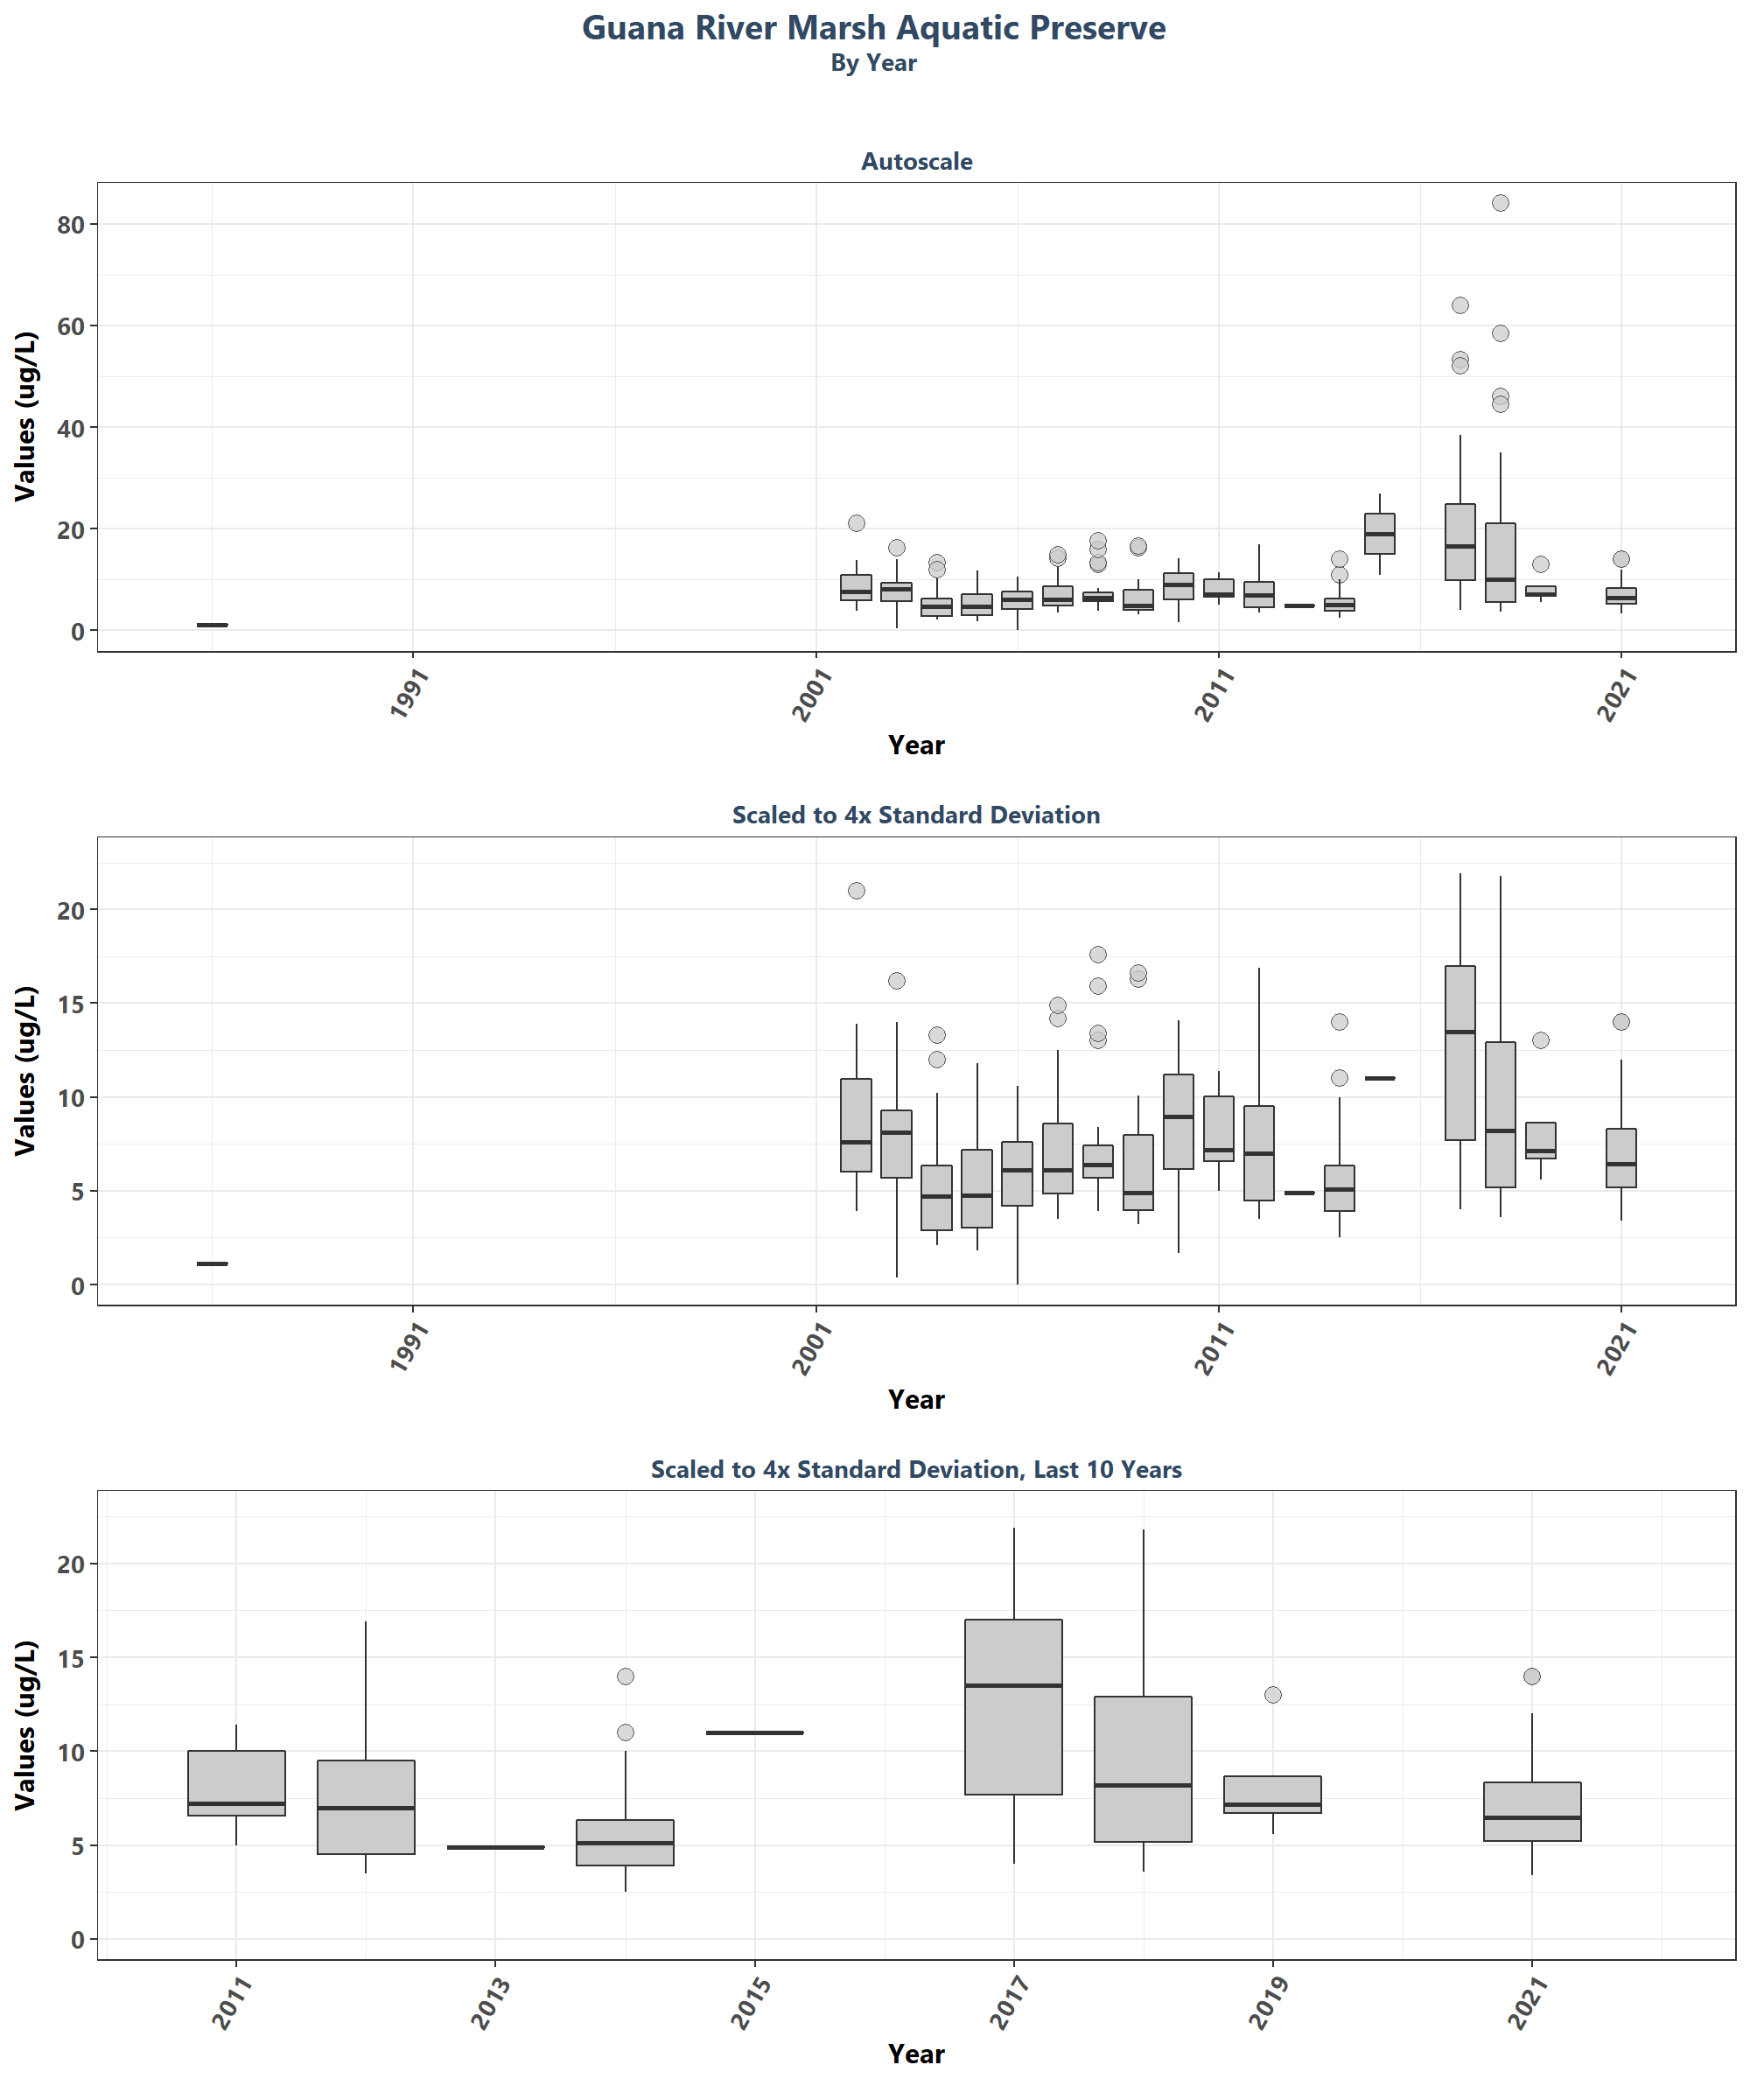 Guana River Marsh Aquatic Preserve
By Year
Autoscale
Values (ug/L)
80
60
40
20
0
1991
2001
2011
2021
Year
Scaled to 4x Standard Deviation
Values (ug/L)
20
15
10
5
0
1991
2001
2011
2021
Year
Scaled to 4x Standard Deviation, Last 10 Years
Values (ug/L)
20
15
10
5
0
2011
2013
2015
2017
2019
2021
Year